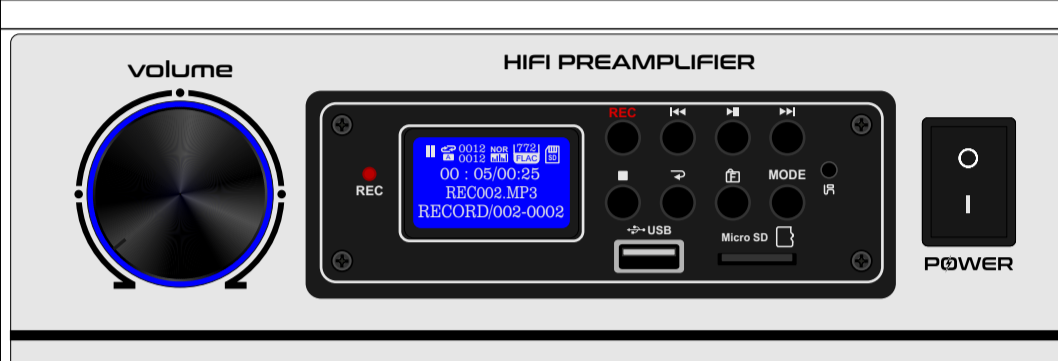 volume
HIFI PREAMPLIFIER
REC
REC
MODE
0012 NOR 772
A 0012 FLAC SD
00 : 05/00:25
REC002.MP3
RECORD/002-0002
F
IR
USB
Micro SD
O
I
POWER